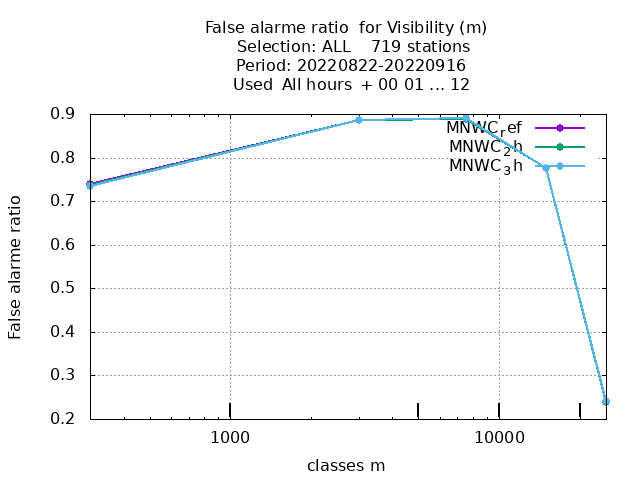 False alarme ratio  for Visibility (m)
Selection: ALL    719 stations
Period: 20220822-20220916
Used  All hours  + 00 01 ... 12
0.9
0.8
0.7
0.6
0.5
0.4
0.3
0.2
False alarme ratio
MNWC_ref
MNWC_2h
MNWC_3h
1000
10000
classes m